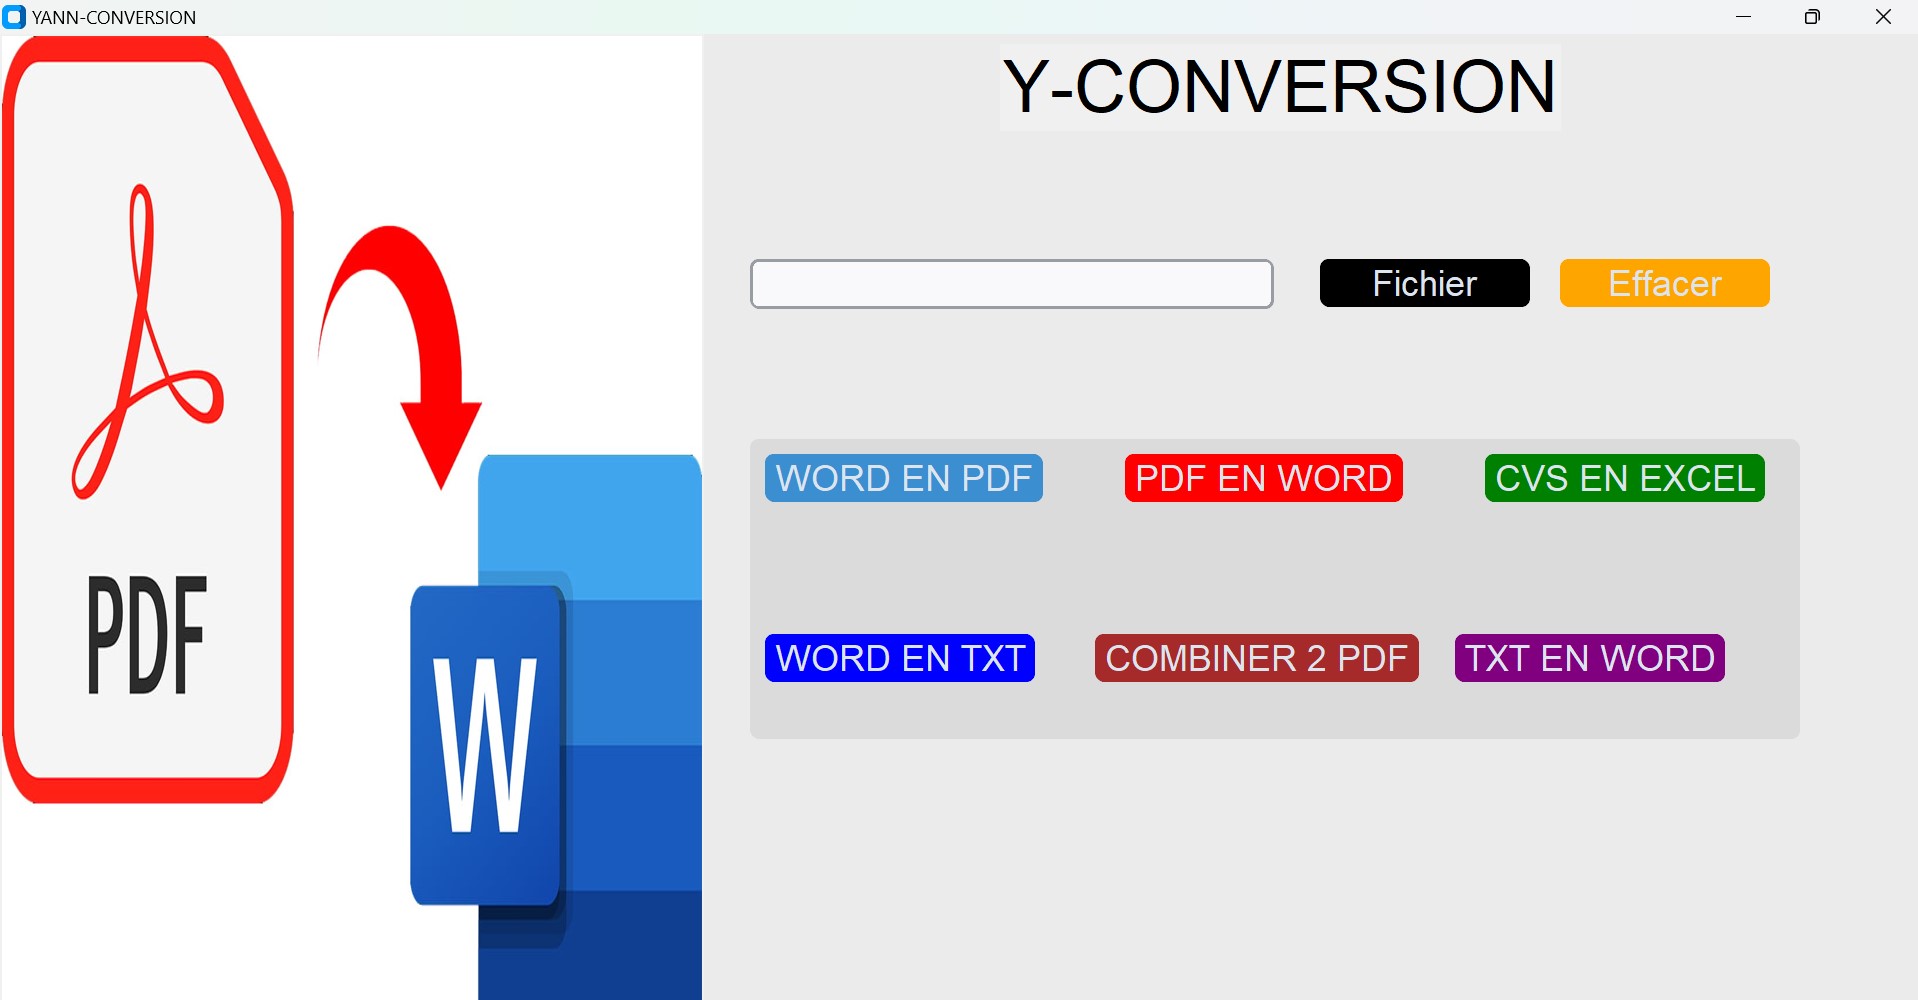 YANN-CONVERSION
Y-CONVERSION
Fichier
Effacer
WORD EN PDF
PDF EN WORD
CVS EN EXCEL
WORD EN TXT
COMBINER 2 PDF
TXT EN WORD
PDF
W